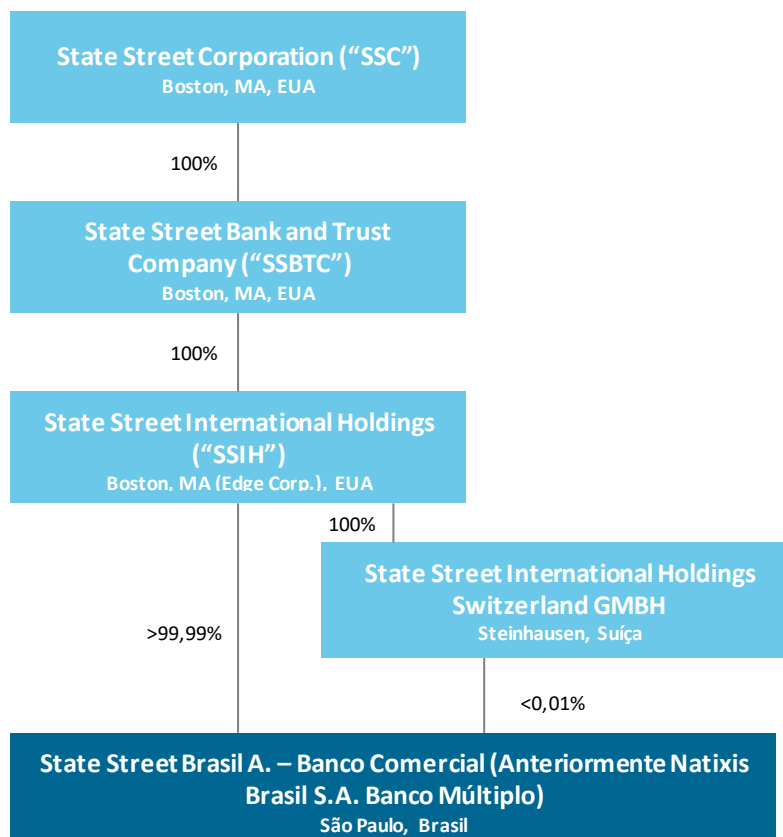 State Street Corporation (“SSC”)
Boston, MA, EUA
100%
State Street Bank and Trust
Company (“SSBTC”)
Boston, MA, EUA
100%
State Street International Holdings
(“SSIH”)
Boston, MA (Edge Corp.), EUA
100%
State Street International Holdings
Switzerland GMBH
Steinhausen, Suíça
>99,99%
<0,01%
State Street Brasil A. – Banco Comercial (Anteriormente Natixis
Brasil S.A. Banco Múltiplo)
São Paulo, Brasil